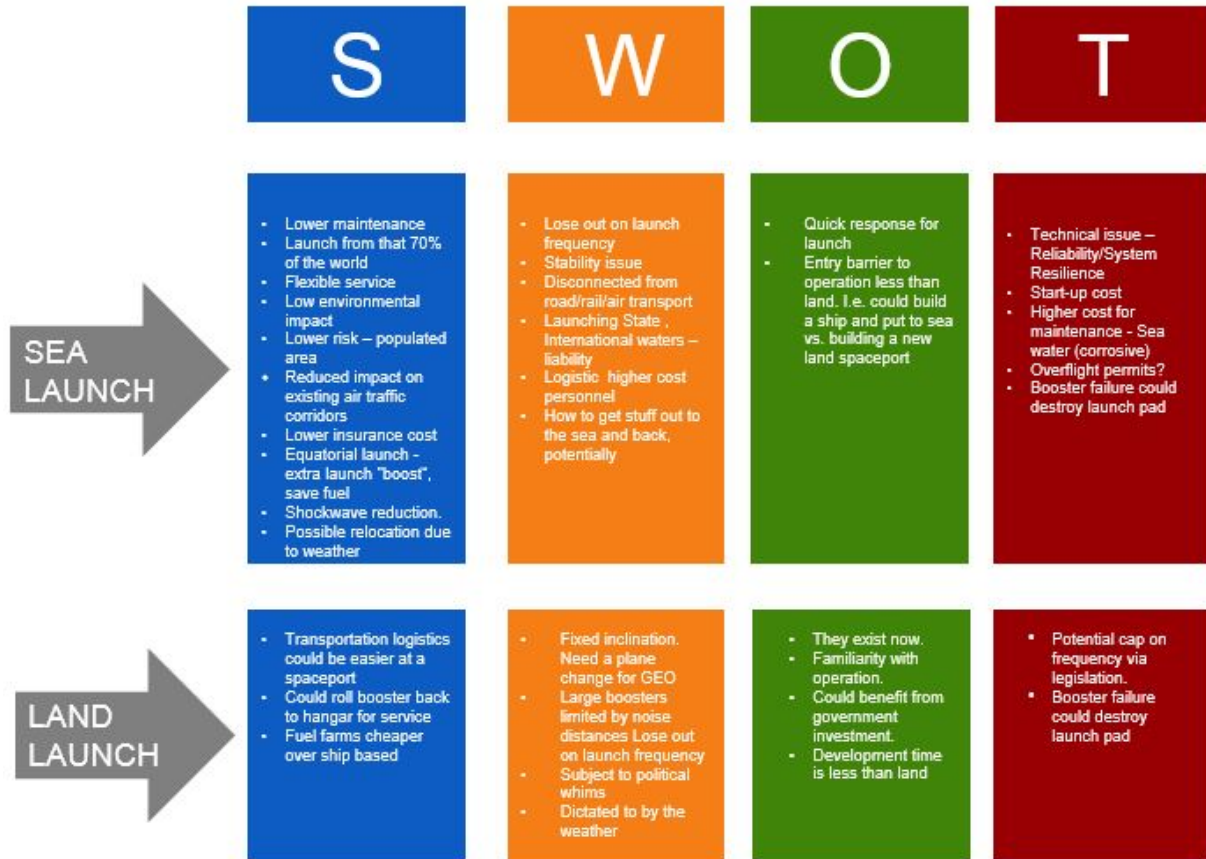 S
W
O
T
SEA
LAUNCH
- Lower maintenance
- Launch from that 70%
of the world
- Flexible service
- Low environmental
impact
- Lower risk – populated
area
• Reduced impact on
existing air traffic
corridors
- Lower insurance cost
- Equatorial launch -
extra launch "boost",
save fuel
- Shockwave reduction.
- Possible relocation due
to weather
- Lose out on launch
frequency
- Stability issue
- Disconnected from
road/rail/air transport
- Launching State ,
International waters –
liability
- Logistic higher cost
personnel
- How to get stuff out to
the sea and back,
potentially
- Quick response for
launch
- Entry barrier to
operation less than
land. I.e. could build
a ship and put to sea
vs. building a new
land spaceport
- Technical issue –
Reliability/System
Resilience
- Start-up cost
- Higher cost for
maintenance - Sea
water (corrosive)
- Overflight permits?
- Booster failure could
destroy launch pad
LAND
LAUNCH
- Transportation logistics
could be easier at a
spaceport
- Could roll booster back
to hangar for service
- Fuel farms cheaper
over ship based
- Fixed inclination.
Need a plane
change for GEO
- Large boosters
limited by noise
distances Lose out
on launch frequency
- Subject to political
whims
- Dictated to by the
weather
- They exist now.
- Familiarity with
operation.
- Could benefit from
government
investment.
- Development time
is less than land
▪ Potential cap on
frequency via
legislation.
▪ Booster failure
could destroy
launch pad